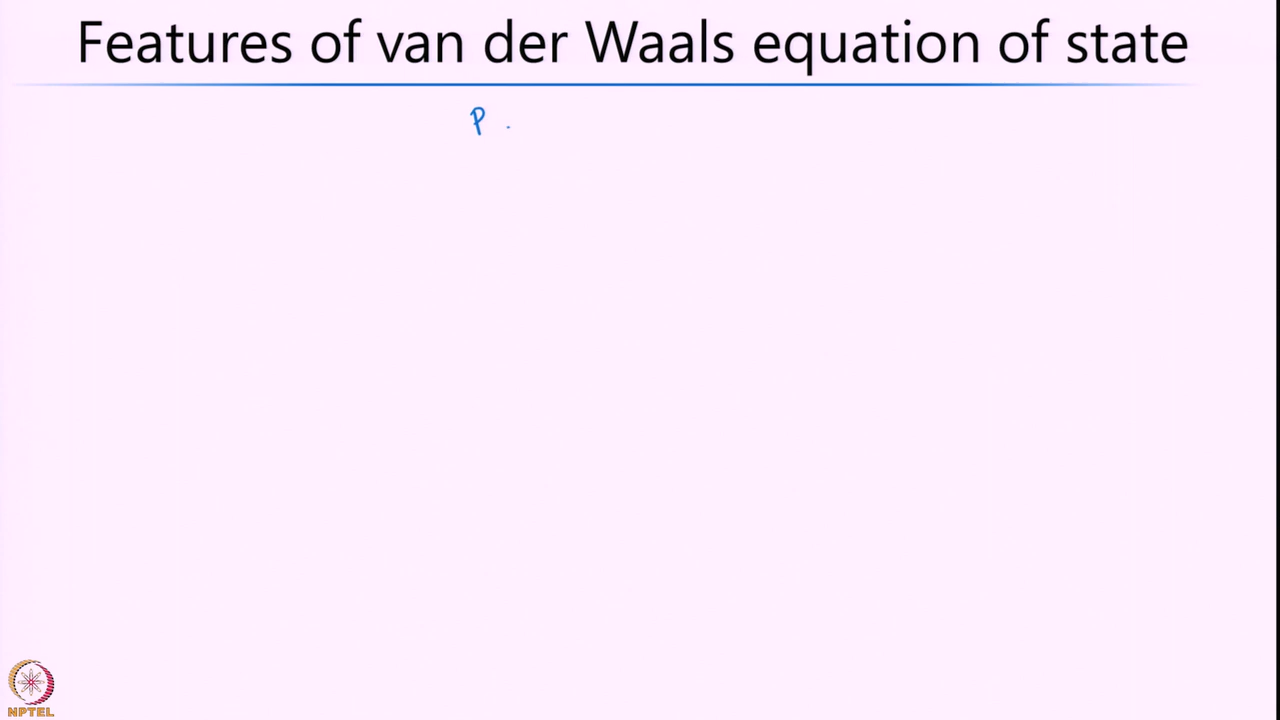 Features of van der Waals equation of state
P
NPTEL